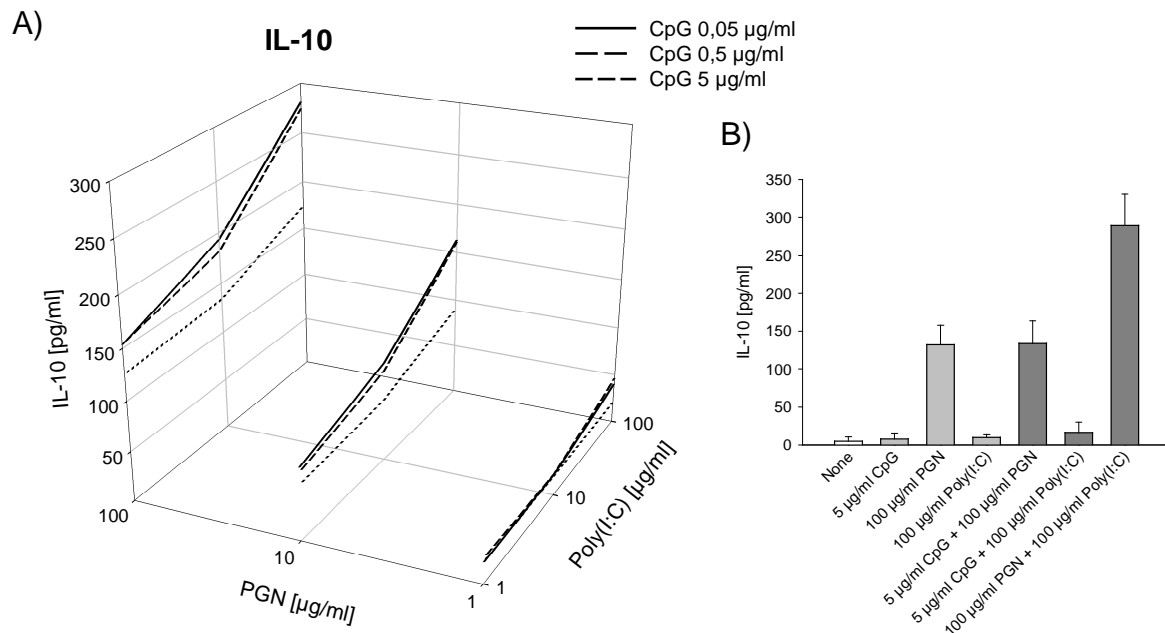 A)
IL-10
CpG 0,05 µg/ml
CpG 0,5 µg/ml
CpG 5 µg/ml
300
250
200
150
100
50
IL-10 [pg/ml]
100
10
1
PGN [µg/ml]
1
10
100
Poly(I:C) [µg/ml]
B)
350
300
250
200
150
100
50
0
IL-10 [pg/ml]
None
5 µg/ml CpG
100 µg/ml PGN
100 µg/ml Poly(I:C)
5 µg/ml CpG + 100 µg/ml PGN
5 µg/ml CpG + 100 µg/ml Poly(I:C)
100 µg/ml PGN + 100 µg/ml Poly(I:C)